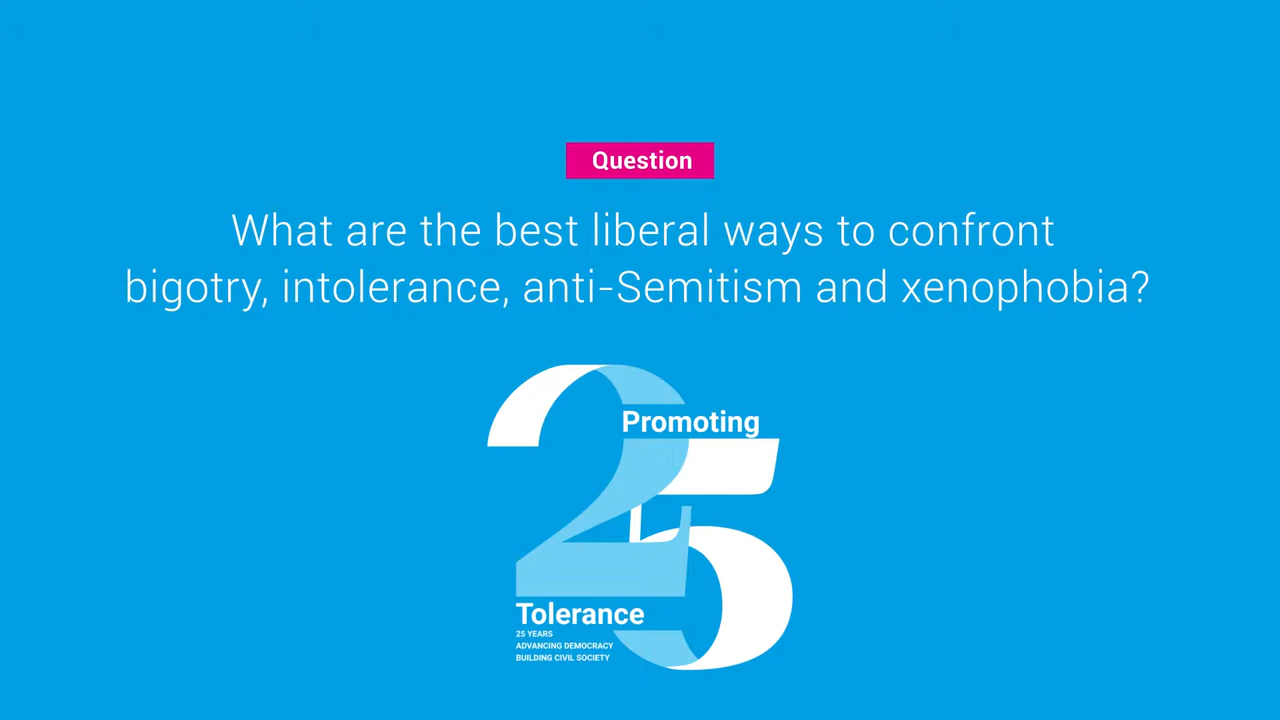 Question
What are the best liberal ways to confront
bigotry, intolerance, anti-Semitism and xenophobia?
25
Promoting
Tolerance
25 YEARS
ADVANCING DEMOCRACY
BUILDING CIVIL SOCIETY